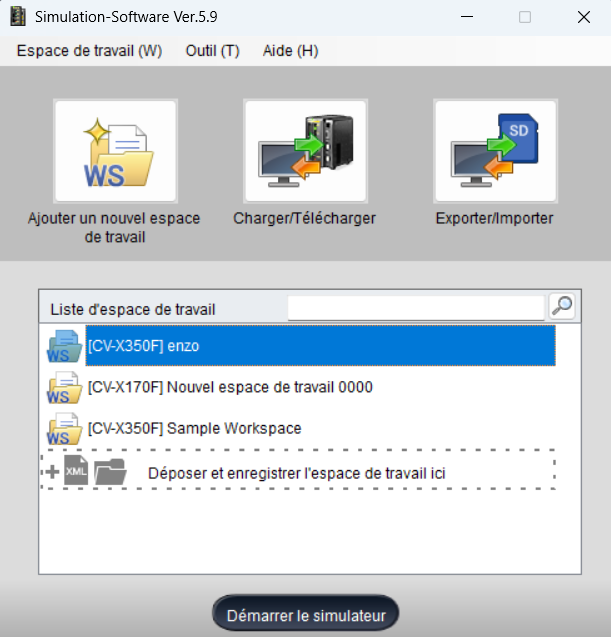 Simulation-Software Ver.5.9
Espace de travail (W) Outil (T) Aide (H)
WS
SD
Ajouter un nouvel espace
de travail
Charger/Télécharger
Exporter/Importer
Liste d'espace de travail
WS [CV-X350F] enzo
WS [CV-X170F] Nouvel espace de travail 0000
WS [CV-X350F] Sample Workspace
XML Déposer et enregistrer l'espace de travail ici
Démarrer le simulateur